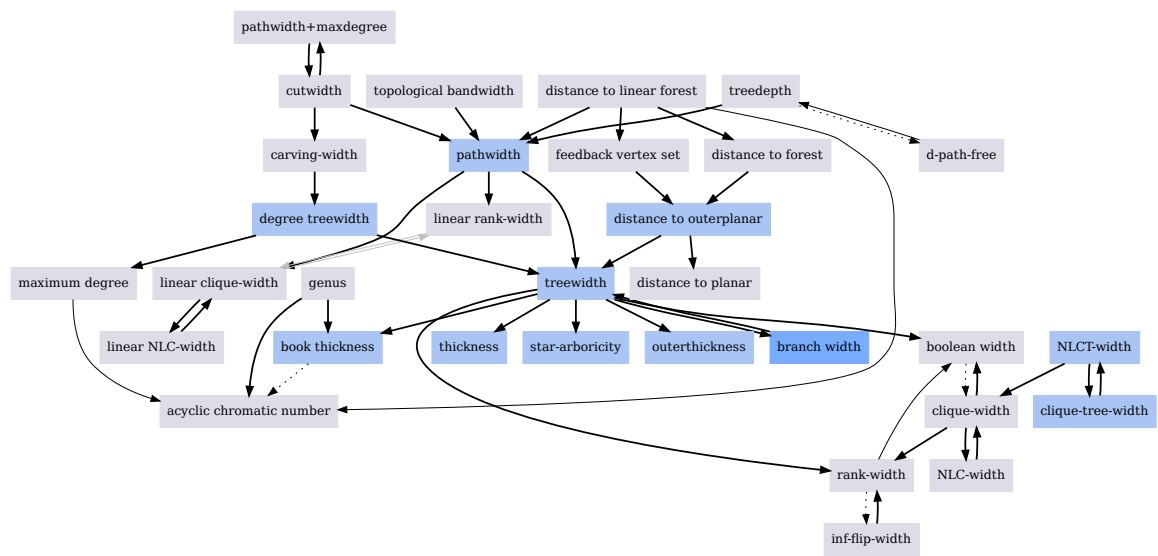 pathwidth+maxdegree
cutwidth
topological bandwidth
distance to linear forest
treedepth
carving-width
pathwidth
feedback vertex set
distance to forest
d-path-free
degree treewidth
linear rank-width
distance to outerplanar
maximum degree
linear clique-width
genus
treewidth
distance to planar
linear NLC-width
book thickness
thickness
star-arboricity
outerthickness
branch width
boolean width
NLCT-width
acyclic chromatic number
clique-width
clique-tree-width
rank-width
NLC-width
inf-flip-width